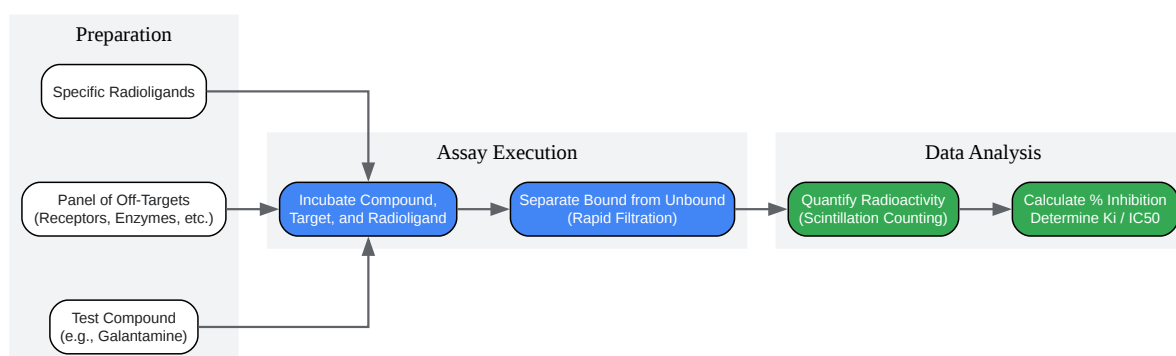 Preparation
Specific Radioligands
Panel of Off-Targets
(Receptors, Enzymes, etc.)
Test Compound
(e.g., Galantamine)
Assay Execution
Incubate Compound,
Target, and Radioligand
Separate Bound from Unbound
(Rapid Filtration)
Data Analysis
Quantify Radioactivity
(Scintillation Counting)
Calculate % Inhibition
Determine Ki / IC50